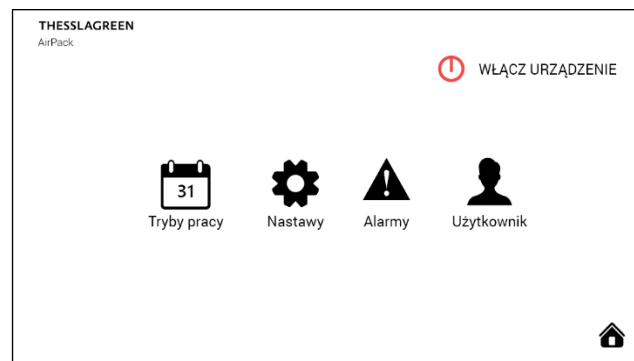 THESSLAGREEN
AirPack
WŁĄCZ URZĄDZENIE
31
Tryby pracy
Nastawy
Alarmy
Użytkownik